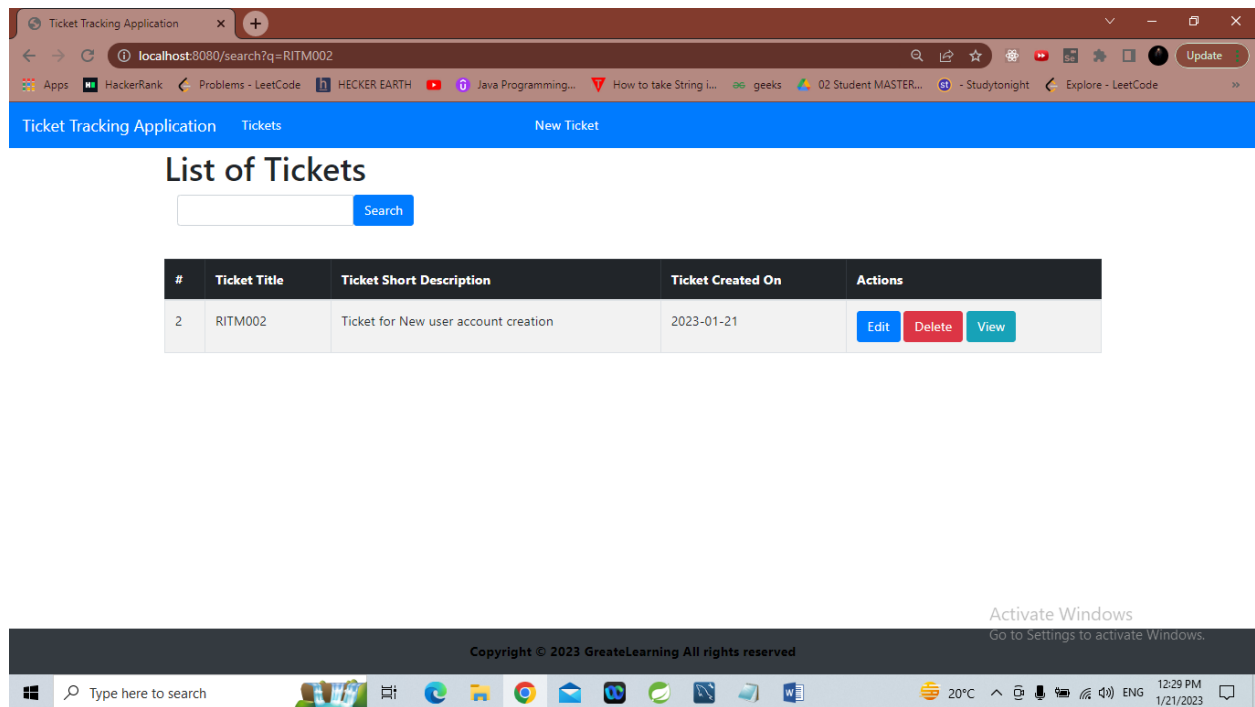 Ticket Tracking Application
localhost:8080/search?q=RITM002
Update
Apps HackerRank Problems - LeetCode HECKER EARTH Java Programming... How to take String i... geeks 02 Student MASTER... - Studytonight Explore - LeetCode »
Ticket Tracking Application Tickets New Ticket
List of Tickets
Search
# Ticket Title Ticket Short Description Ticket Created On Actions
2 RITM002 Ticket for New user account creation 2023-01-21 Edit Delete View
Activate Windows
Go to Settings to activate Windows.
Copyright © 2023 GreateLearning All rights reserved
Type here to search 20°C ENG 12:29 PM
1/21/2023